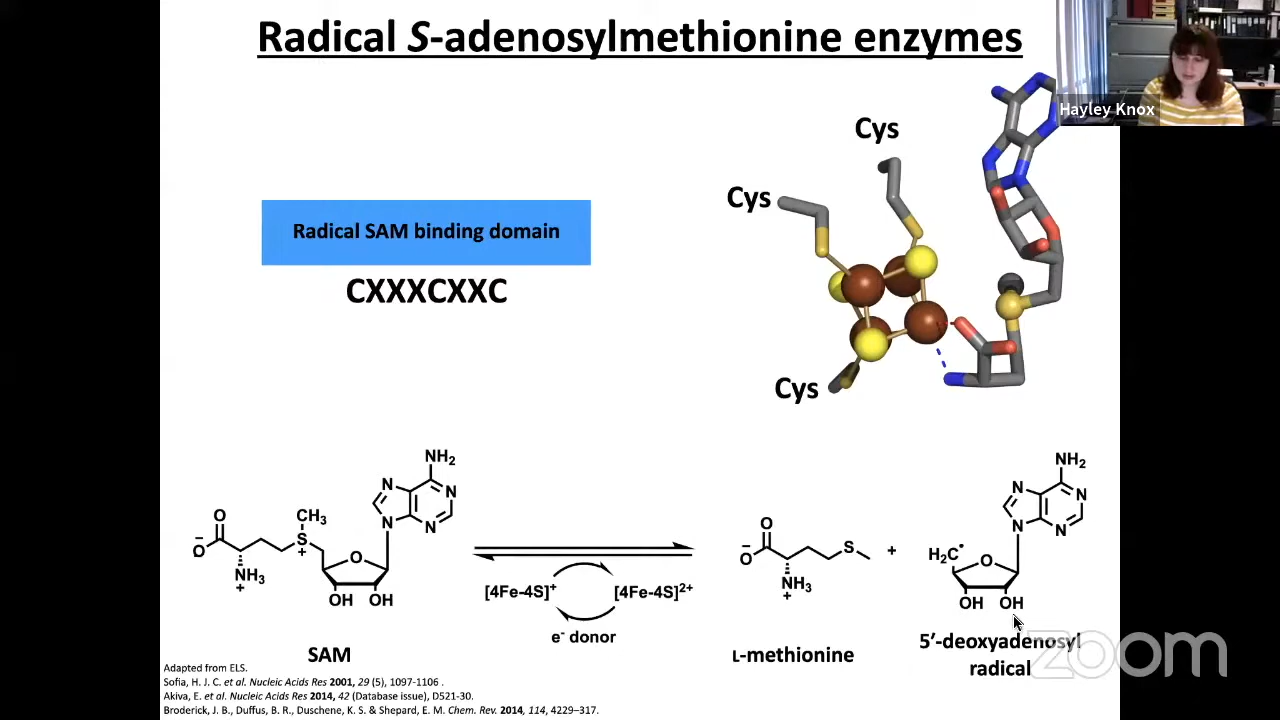 Radical S-adenosylmethionine enzymes
Hayley Knox
Cys
Cys
Radical SAM binding domain
CXXXCXXC
Cys
NH₂
N
N
N
N
O
CH₃
⁻O
S
+
O
NH₃
+
OH
OH
SAM
[4Fe-4S]⁺
[4Fe-4S]²⁺
e⁻ donor
O
⁻O
S
NH₃
+
L-methionine
+
NH₂
N
N
N
N
H₂C•
O
OH
OH
5′-deoxyadenosyl
radical
zoom
Adapted from ELS.
Sofia, H. J. C. et al. Nucleic Acids Res 2001, 29 (5), 1097-1106 .
Akiva, E. et al. Nucleic Acids Res 2014, 42 (Database issue), D521-30.
Broderick, J. B., Duffus, B. R., Duschene, K. S. & Shepard, E. M. Chem. Rev. 2014, 114, 4229–317.